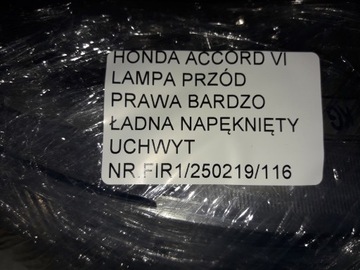 HONDA ACCORD VI
LAMPA PRZÓD
PRAWA BARDZO
ŁADNA NAPĘKNIĘTY
UCHWYT
NR.FIR1/250219/116